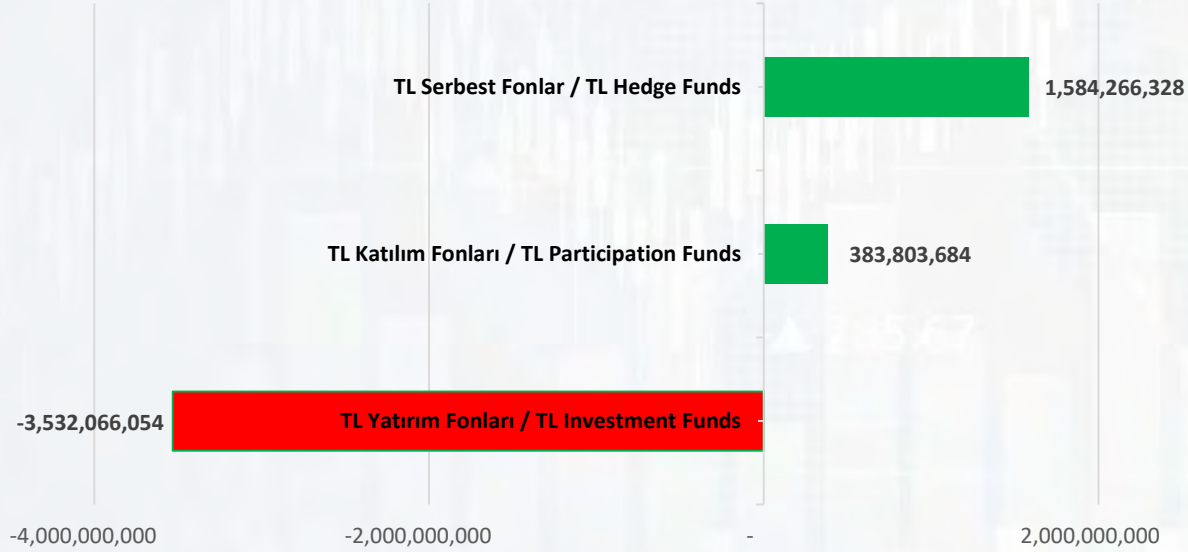 TL Serbest Fonlar / TL Hedge Funds
1,584,266,328
TL Katılım Fonları / TL Participation Funds
383,803,684
-3,532,066,054
TL Yatırım Fonları / TL Investment Funds
-4,000,000,000
-2,000,000,000
-
2,000,000,000